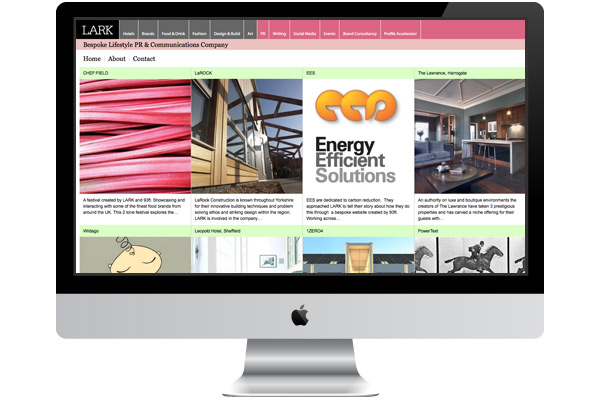 LARK Hotels Brands Food & Drink Fashion Design & Build Art PR Writing Social Media Events Brand Consultancy Profile Accelerator
Bespoke Lifestyle PR & Communications Company
Home About Contact
CHEF:FIELD
LaROCK
EES
The Lawrance, Harrogate
Energy
Efficient
Solutions
A festival created by LARK and 93ft. Showcasing and
interacting with some of the finest food brands from
around the UK. This 2 tone festival explores the...
LaRock Construction is known throughout Yorkshire
for their innovative building techniques and problem
solving ethos and striking design within the region.
LARK is involved in the company...
EES are dedicated to carbon reduction. They
approached LARK to tell their story about how they do
this through a bespoke website created by 93ft.
Working across...
An authority on luxe and boutique environments the
creators of The Lawrance have taken 3 prestigious
properties and has carved a niche offering for their
guests with...
Widago
Leopold Hotel, Sheffield
1ZERO4
PowerText